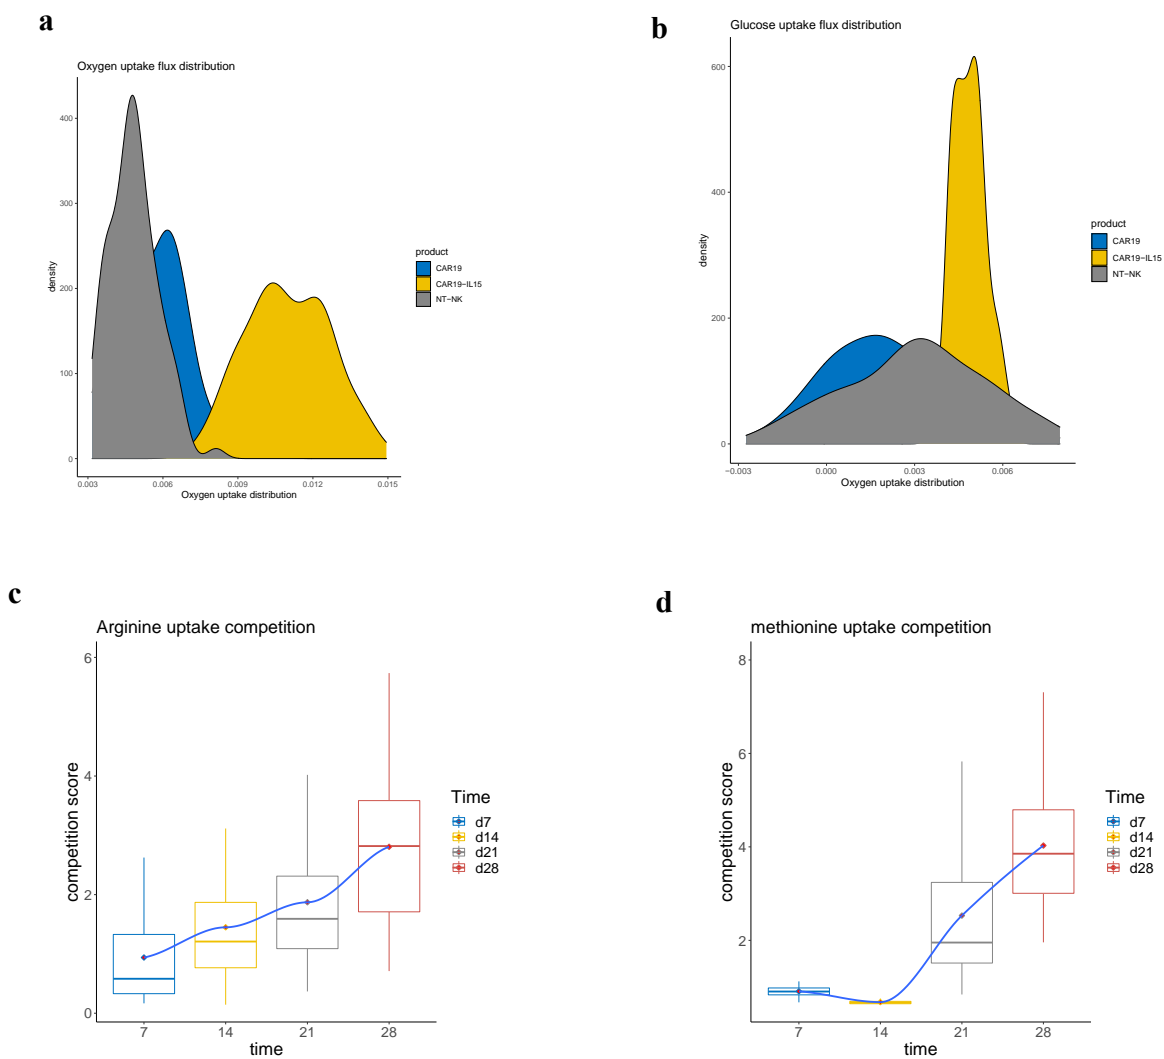 a
Oxygen uptake flux distribution
400
300
200
100
0
density
0.003 0.006 0.009 0.012 0.015
Oxygen uptake distribution
product
CAR19
CAR19−IL15
NT−NK
b
Glucose uptake flux distribution
600
400
200
0
density
−0.003 0.000 0.003 0.006
Oxygen uptake distribution
product
CAR19
CAR19−IL15
NT−NK
c
Arginine uptake competition
6
4
2
0
competition score
7 14 21 28
time
Time
d7
d14
d21
d28
d
methionine uptake competition
8
6
4
2
competition score
7 14 21 28
time
Time
d7
d14
d21
d28